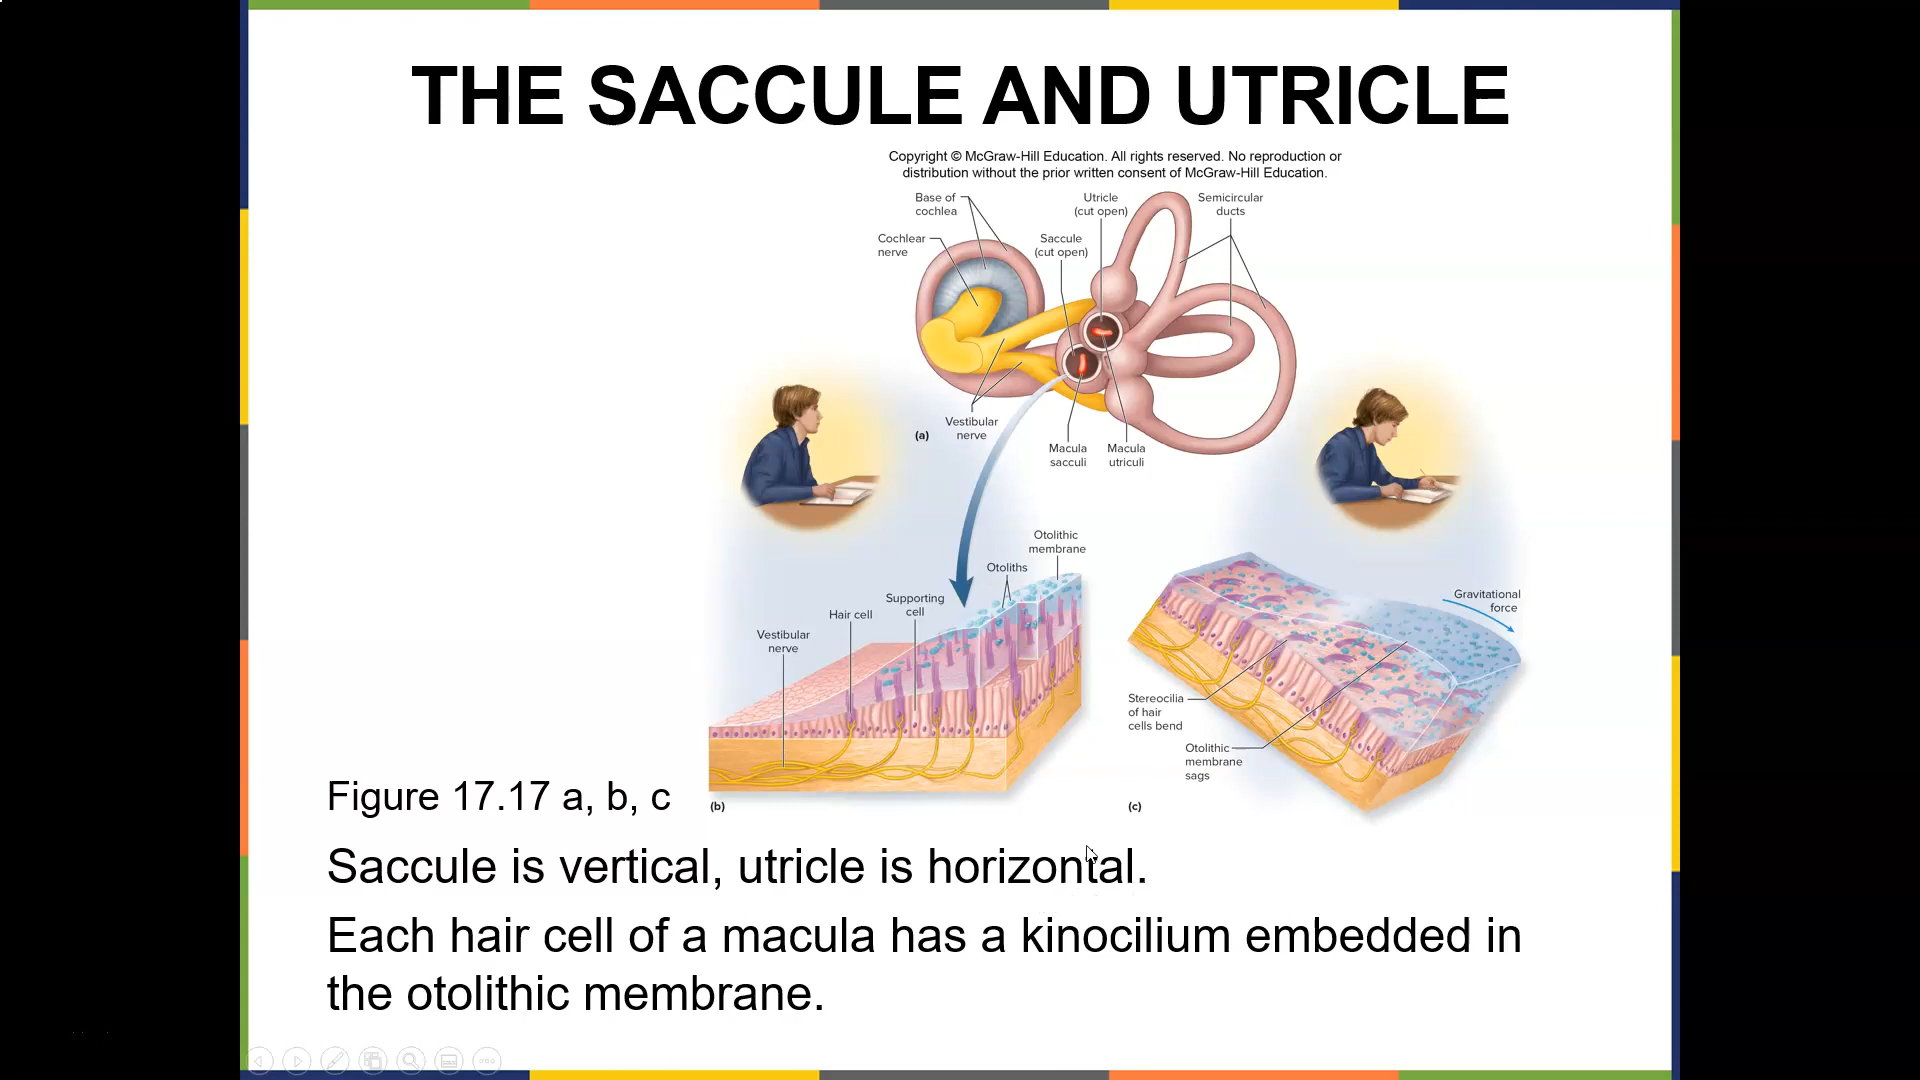 THE SACCULE AND UTRICLE
Copyright © McGraw-Hill Education. All rights reserved. No reproduction or
distribution without the prior written consent of McGraw-Hill Education.
Base of
cochlea
Utricle
(cut open)
Semicircular
ducts
Cochlear
nerve
Saccule
(cut open)
Vestibular
nerve
(a)
Macula
sacculi
Macula
utriculi
Otolithic
membrane
Otoliths
Supporting
cell
Hair cell
Vestibular
nerve
Gravitational
force
Stereocilia
of hair
cells bend
Otolithic
membrane
sags
(b)
(c)
Figure 17.17 a, b, c
Saccule is vertical, utricle is horizontal.
Each hair cell of a macula has a kinocilium embedded in
the otolithic membrane.